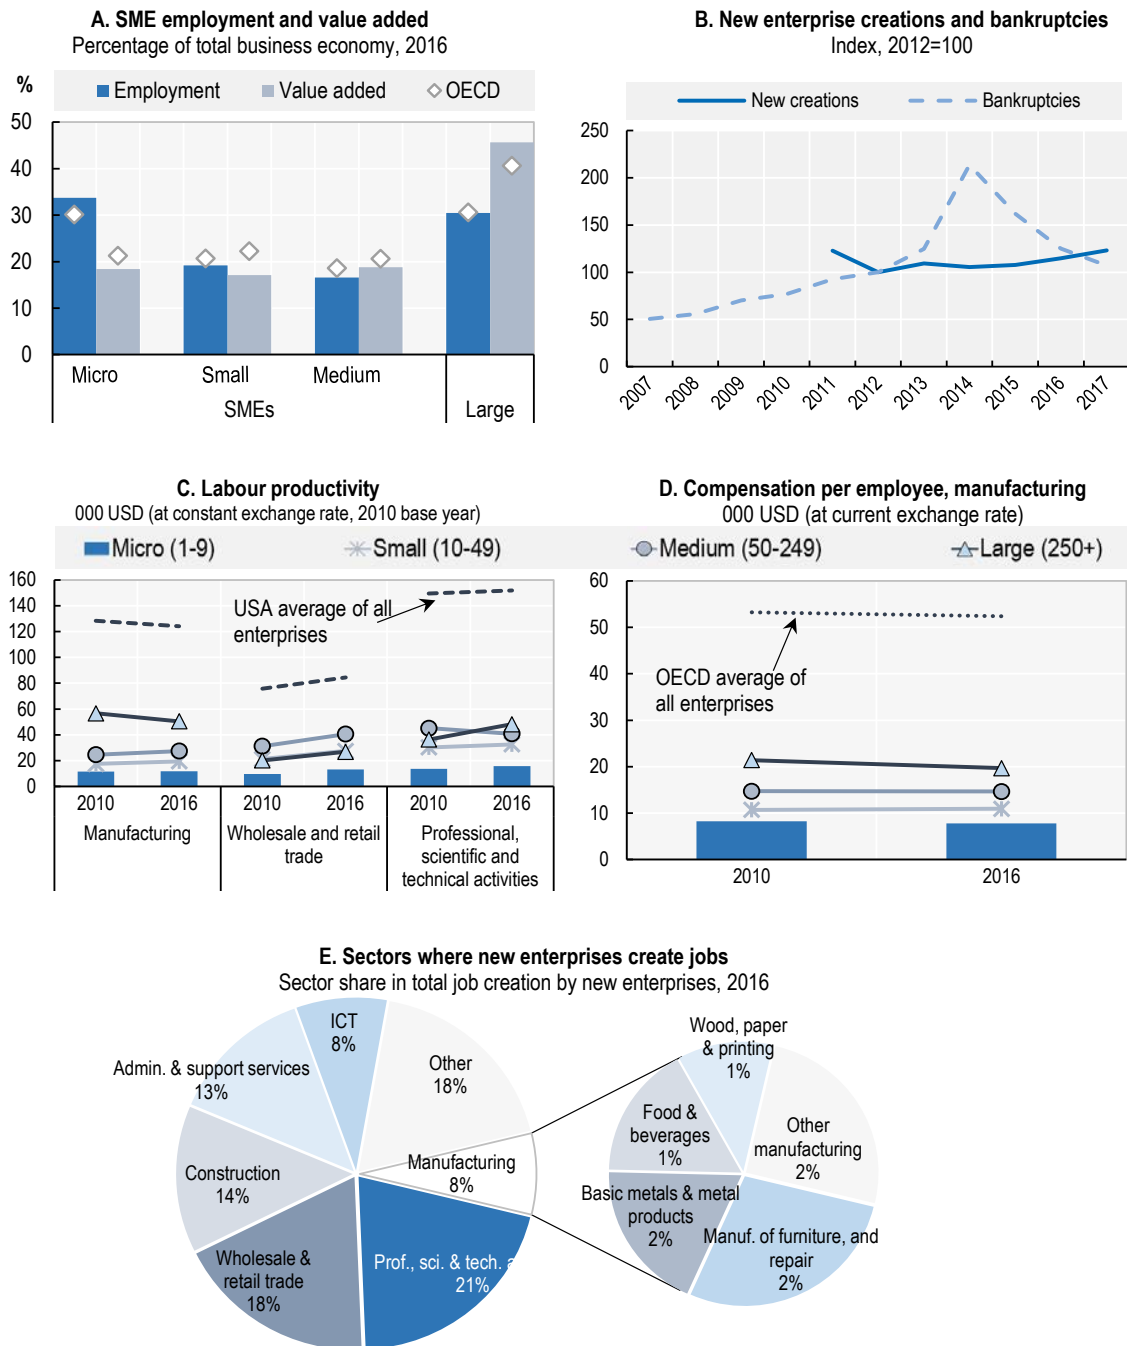 A. SME employment and value added
Percentage of total business economy, 2016
%
Employment Value added OECD
50
40
30
20
10
0
Micro Small Medium
SMEs Large
B. New enterprise creations and bankruptcies
Index, 2012=100
New creations Bankruptcies
250
200
150
100
50
0
2007 2008 2009 2010 2011 2012 2013 2014 2015 2016 2017
C. Labour productivity
000 USD (at constant exchange rate, 2010 base year)
D. Compensation per employee, manufacturing
000 USD (at current exchange rate)
Micro (1-9) Small (10-49) Medium (50-249) Large (250+)
160
140
120
100
80
60
40
20
0
USA average of all
enterprises
2010 2016 2010 2016 2010 2016
Manufacturing
Wholesale and retail
trade
Professional,
scientific and
technical activities
60
50
40
30
20
10
0
OECD average of
all enterprises
2010 2016
E. Sectors where new enterprises create jobs
Sector share in total job creation by new enterprises, 2016
ICT
8%
Other
18%
Admin. & support services
13%
Manufacturing
8%
Construction
14%
Wholesale &
retail trade
18%
Prof., sci. & tech. a
21%
Wood, paper
& printing
1%
Food &
beverages
1%
Other
manufacturing
2%
Basic metals & metal
products
2%
Manuf. of furniture, and
repair
2%